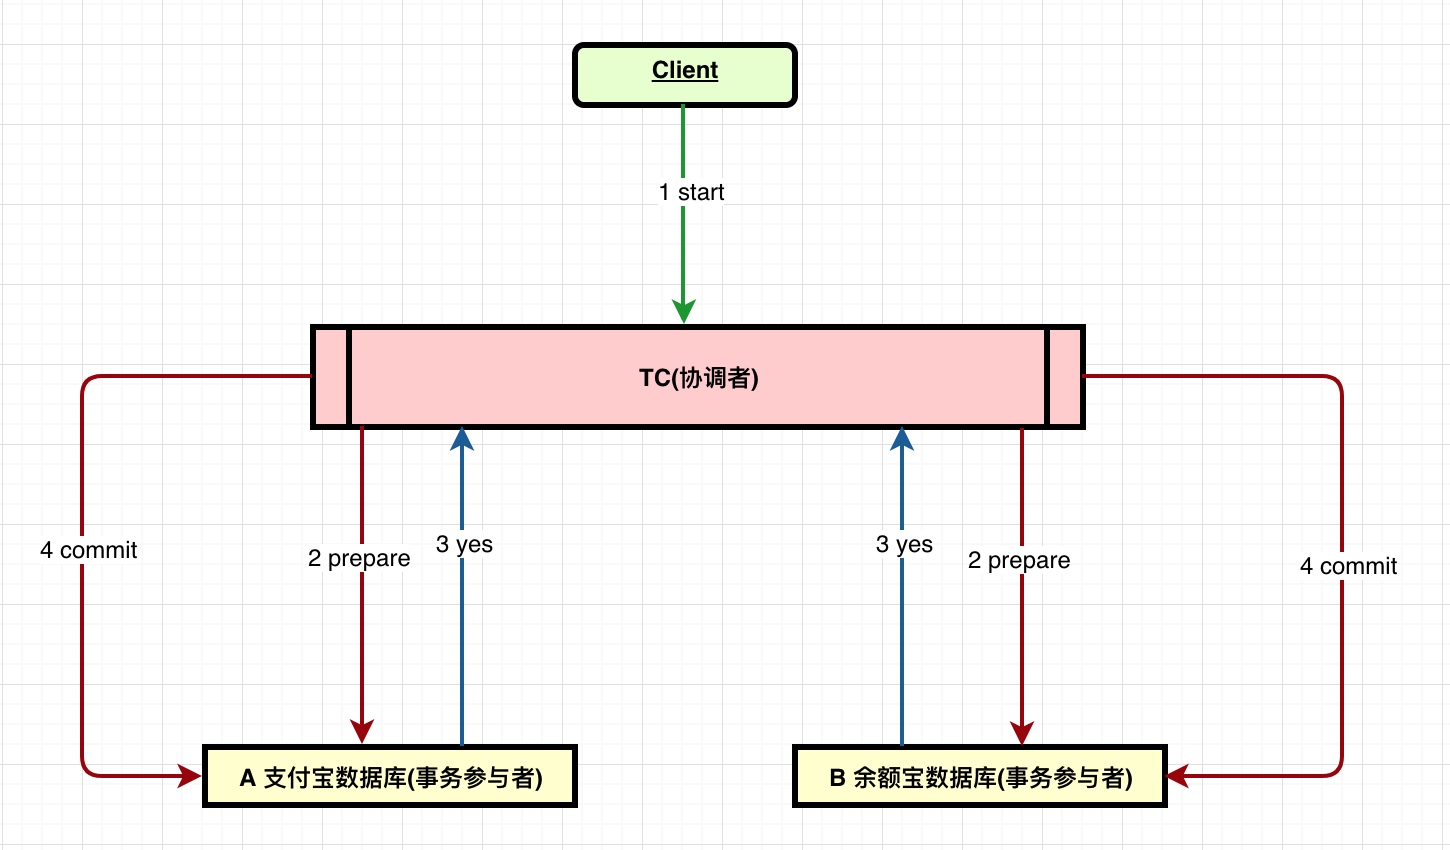 Client
1 start
TC(协调者)
4 commit
2 prepare
3 yes
3 yes
2 prepare
4 commit
A 支付宝数据库(事务参与者)
B 余额宝数据库(事务参与者)